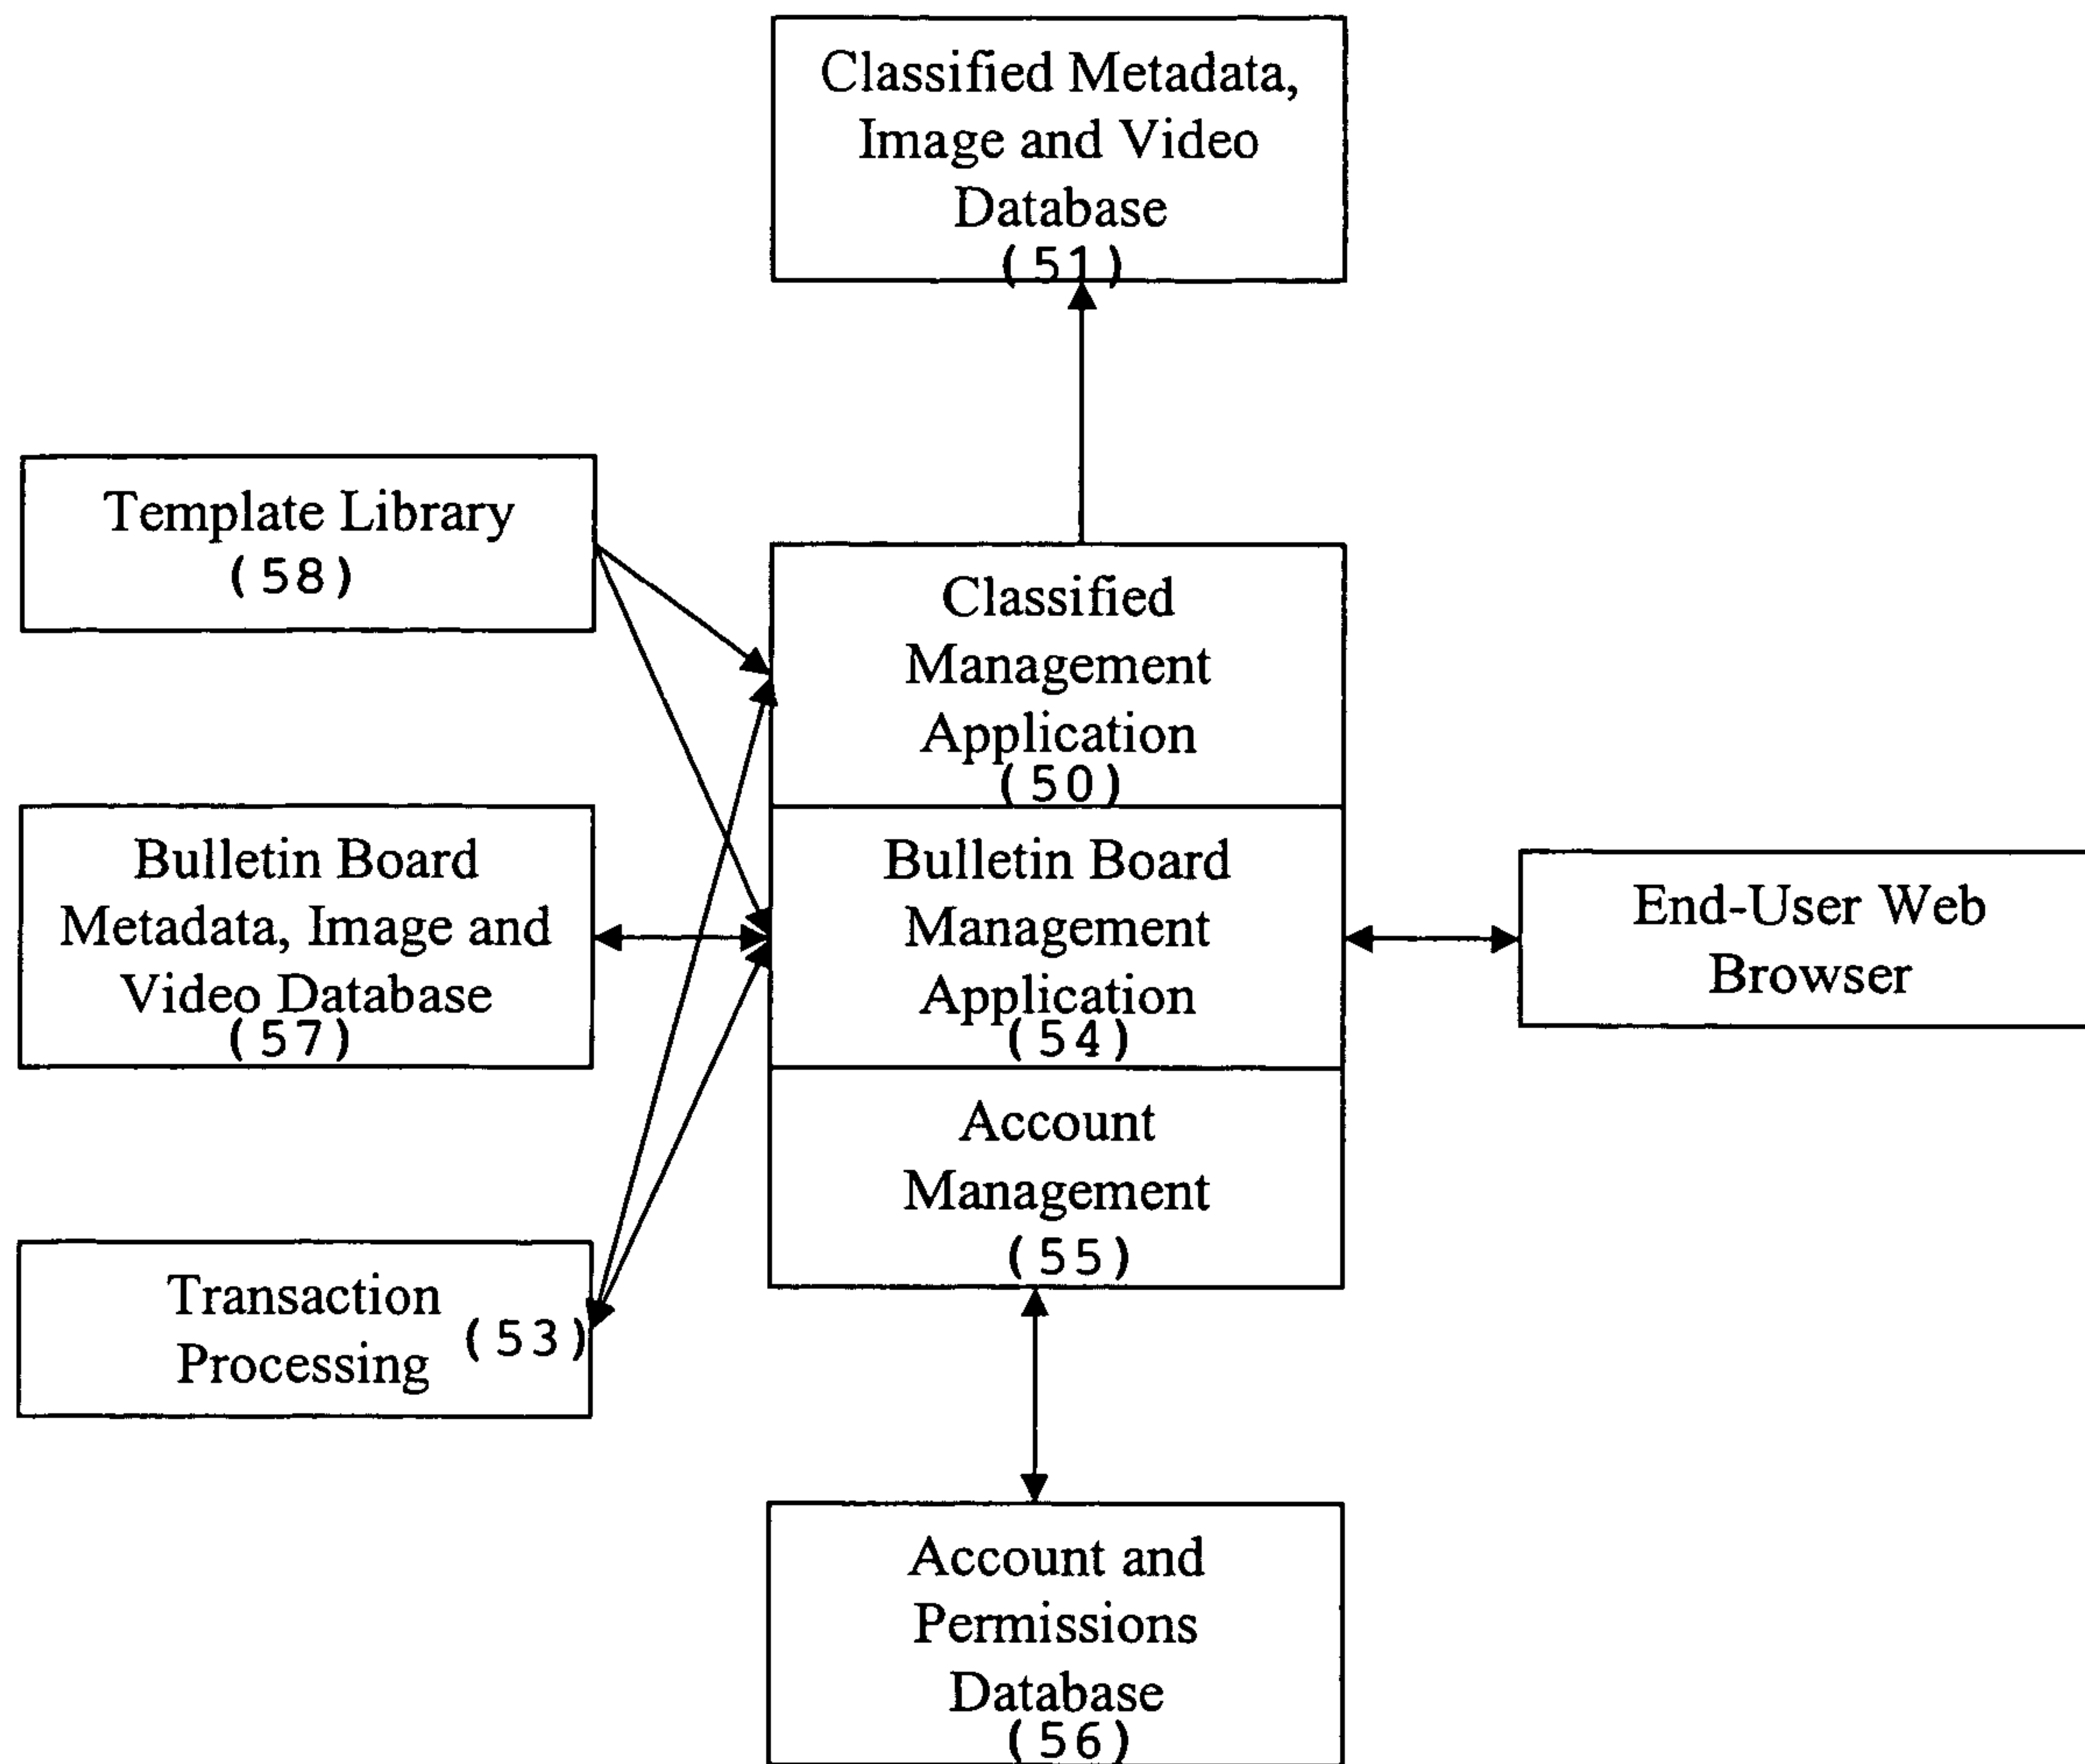 Classified Metadata,
Image and Video
Database
(51)
Template Library
(58)
Classified
Management
Application
(50)
Bulletin Board
Metadata, Image and
Video Database
(57)
Bulletin Board
Management
Application
(54)
End-User Web
Browser
Account
Management
(55)
Transaction
Processing (53)
Account and
Permissions
Database
(56)